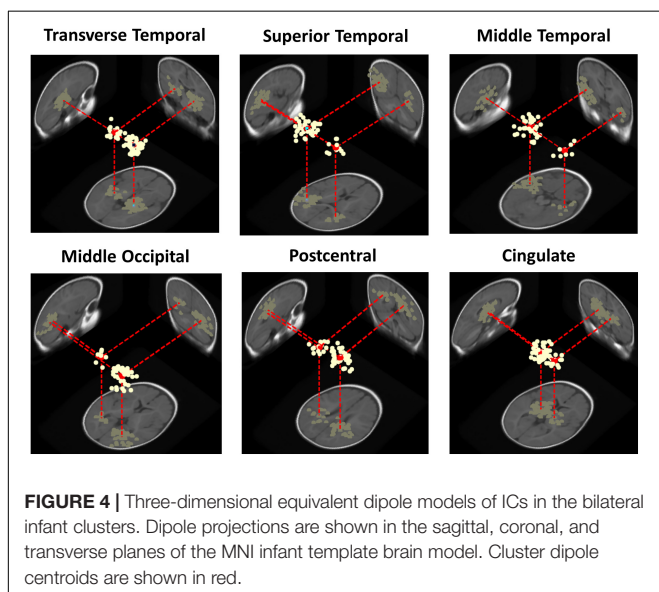 Transverse Temporal
Superior Temporal
Middle Temporal
Middle Occipital
Postcentral
Cingulate
FIGURE 4 | Three-dimensional equivalent dipole models of ICs in the bilateral
infant clusters. Dipole projections are shown in the sagittal, coronal, and
transverse planes of the MNI infant template brain model. Cluster dipole
centroids are shown in red.